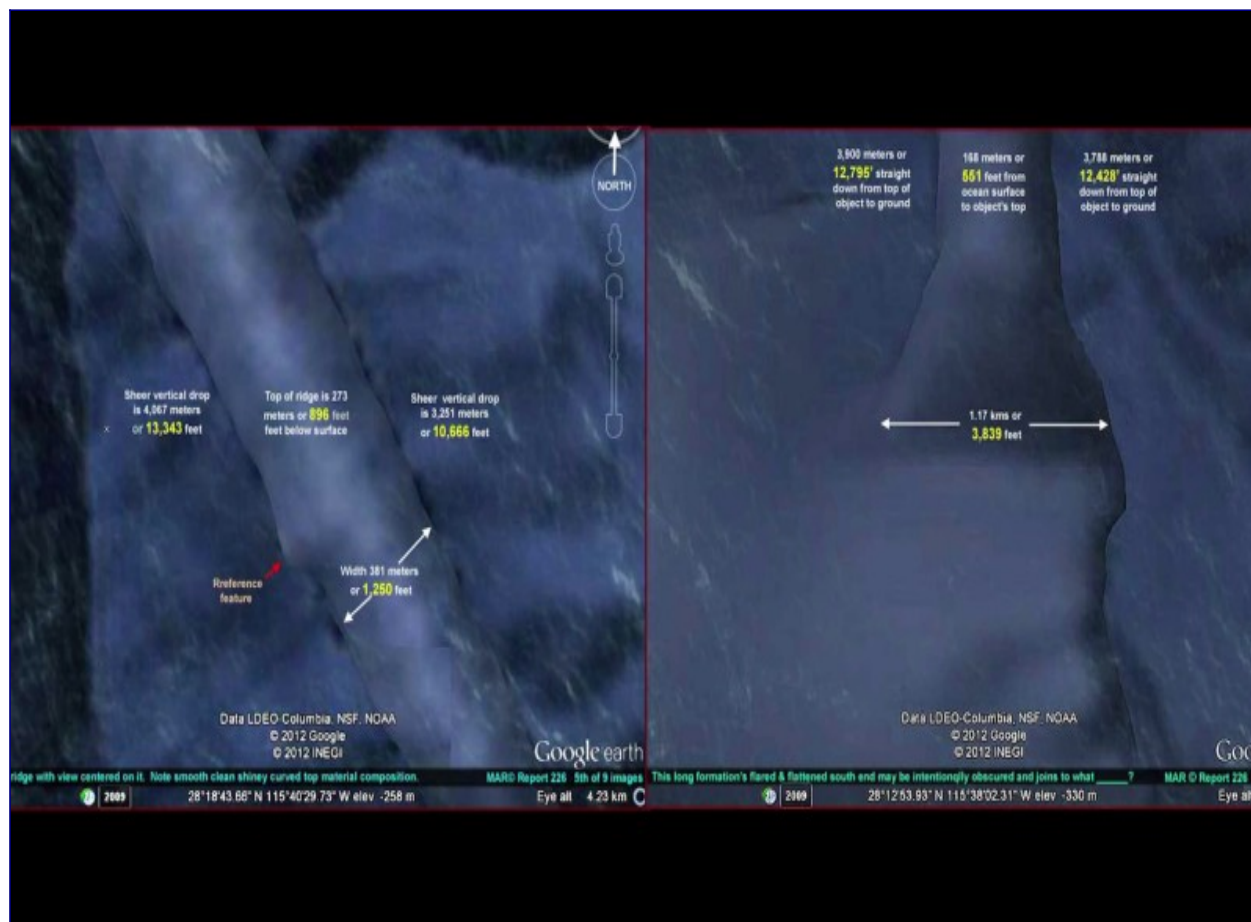 NORTH
Sheer vertical drop
is 4,067 meters
or 13,343 feet
Top of ridge is 273
meters or 896 feet
feet below surface
Sheer vertical drop
is 3,251 meters
or 10,666 feet
Rreference
feature
Width 381 meters
or 1,250 feet
Data LDEO-Columbia, NSF, NOAA
© 2012 Google
© 2012 INEGI
Google earth
ridge with view centered on it. Note smooth clean shiney curved top material composition. MAR© Report 226 5th of 9 images
2009 28°18'43.66" N 115°40'29.73" W elev -258 m Eye alt 4.23 km
3,900 meters or
12,795' straight
down from top of
object to ground
168 meters or
551 feet from
ocean surface
to object's top
3,788 meters or
12,428' straight
down from top of
object to ground
1.17 kms or
3,839 feet
Data LDEO-Columbia, NSF, NOAA
© 2012 Google
© 2012 INEGI
Goo
This long formation's flared & flattened south end may be intentionqlly obscured and joins to what _____? MAR © Report 226
2009 28°12'53.93" N 115°38'02.31" W elev -330 m Eye alt